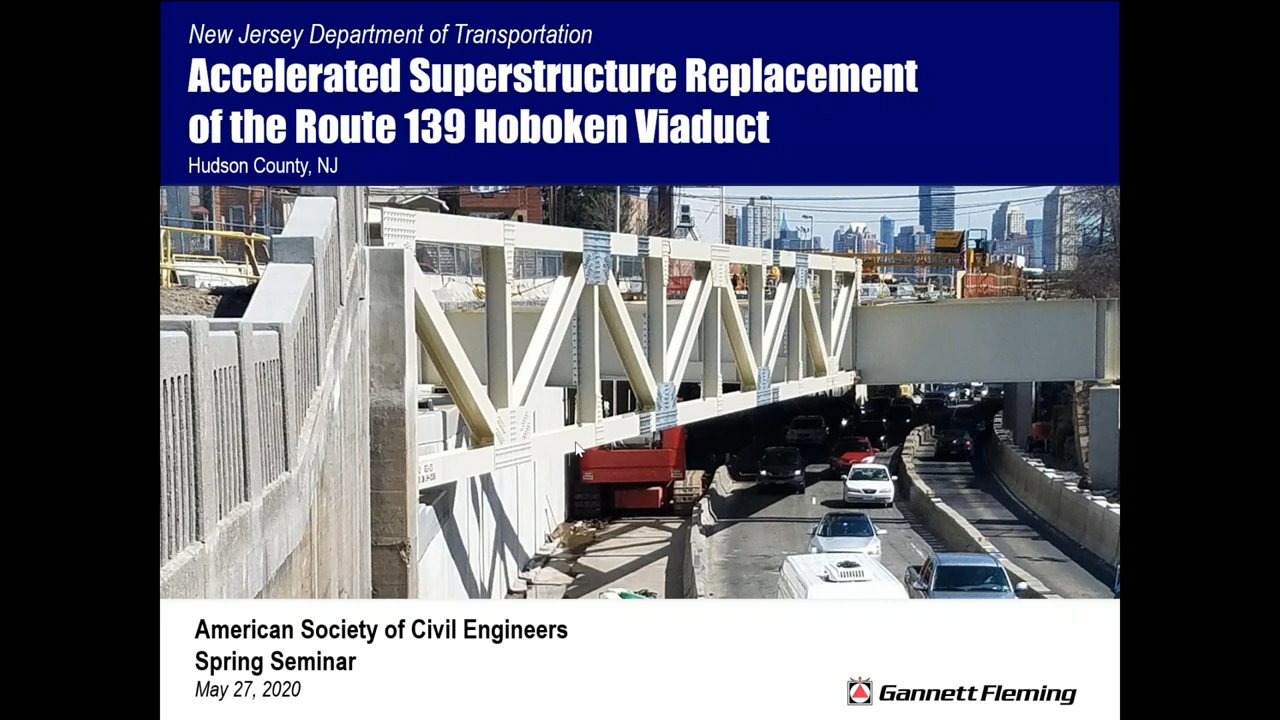 New Jersey Department of Transportation
Accelerated Superstructure Replacement
of the Route 139 Hoboken Viaduct
Hudson County, NJ
American Society of Civil Engineers
Spring Seminar
May 27, 2020
Gannett Fleming